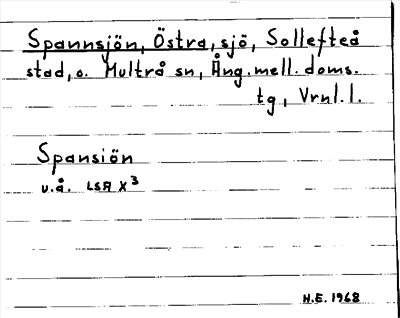 Spannsjön, Östra, sjö, Sollefteå
stad, o. Multrå sn, Ång. mell. doms.
tg, Vrnl. l.
Spansiön
u.å. LSA X³
H.E. 1968